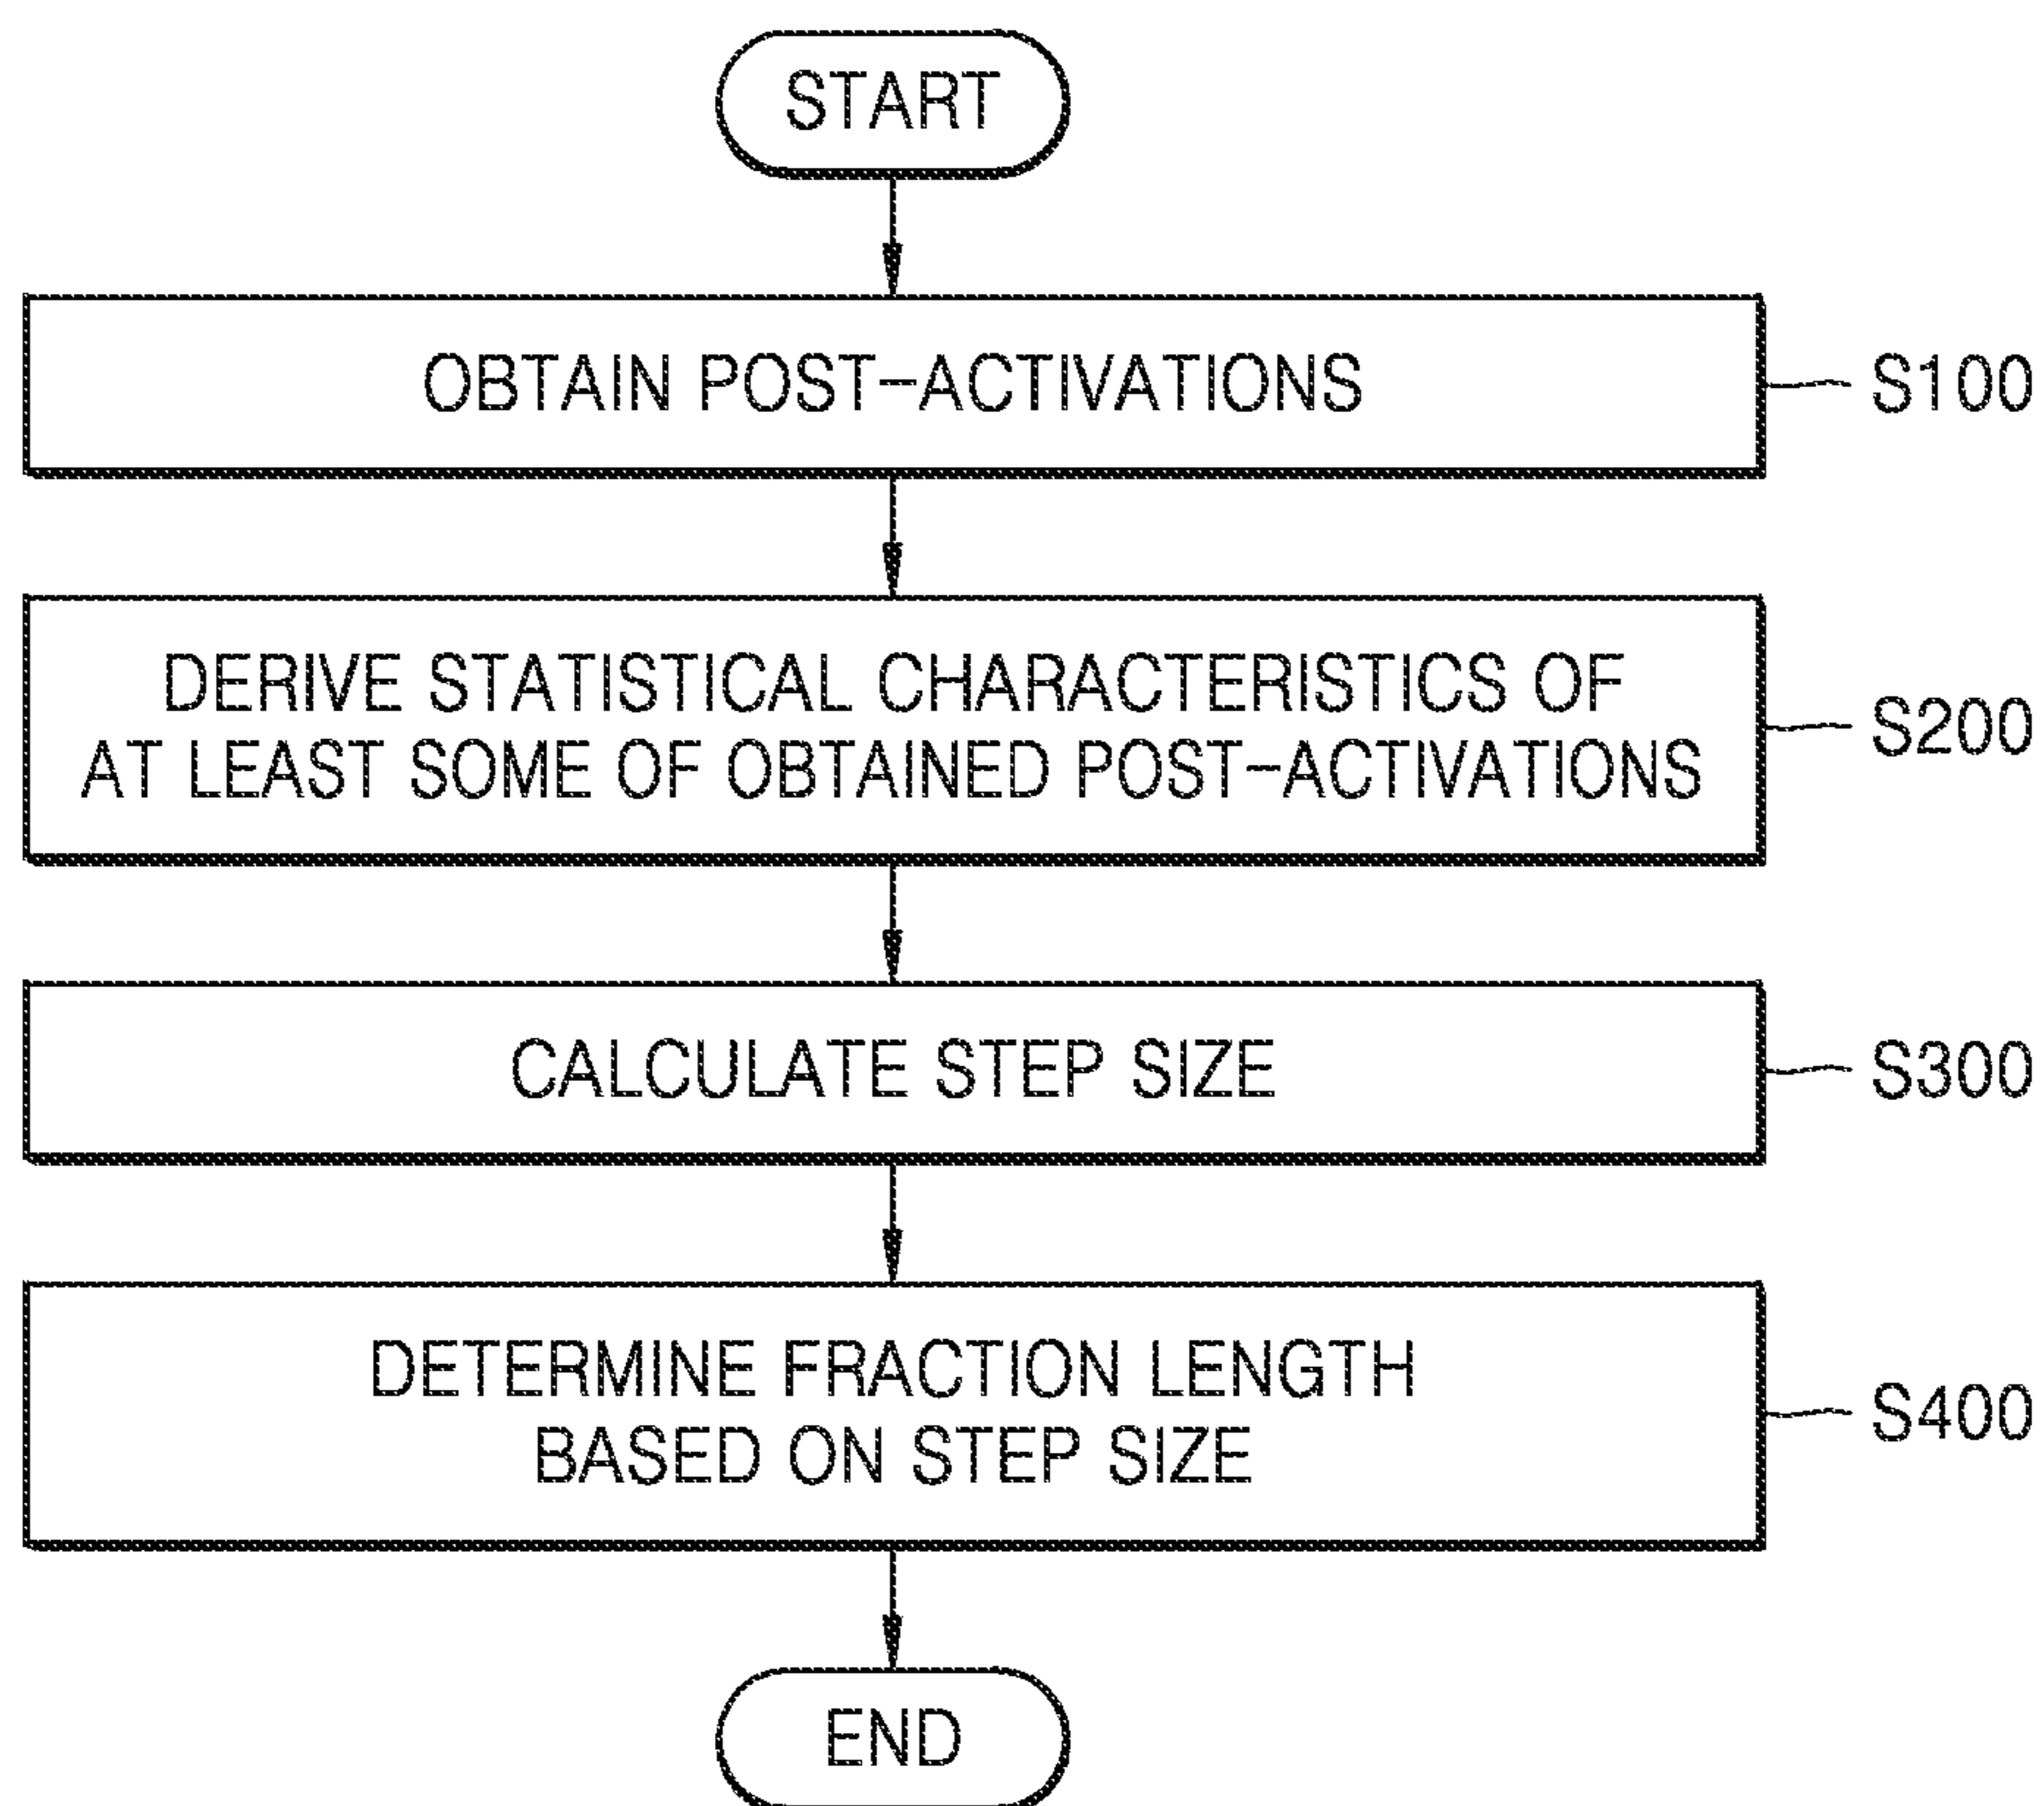 START
OBTAIN POST-ACTIVATIONS
S100
DERIVE STATISTICAL CHARACTERISTICS OF
AT LEAST SOME OF OBTAINED POST-ACTIVATIONS
S200
CALCULATE STEP SIZE
S300
DETERMINE FRACTION LENGTH
BASED ON STEP SIZE
S400
END